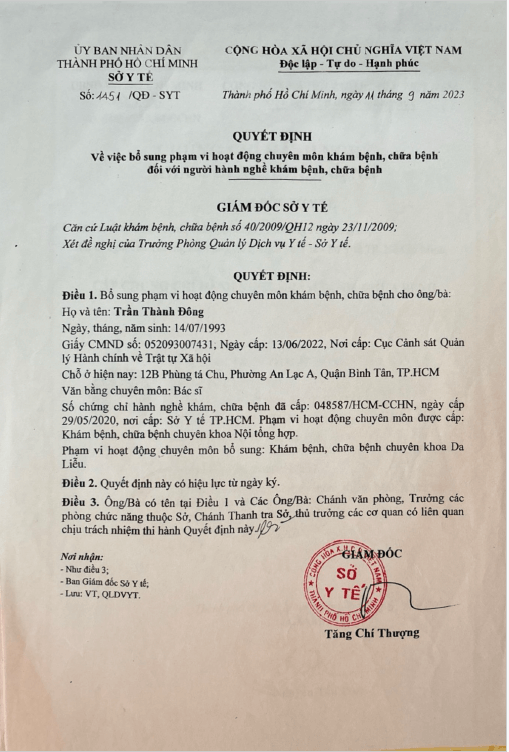 ỦY BAN NHÂN DÂN
THÀNH PHỐ HỒ CHÍ MINH
SỞ Y TẾ
Số: 1451 /QĐ - SYT
CỘNG HÒA XÃ HỘI CHỦ NGHĨA VIỆT NAM
Độc lập - Tự do - Hạnh phúc
Thành phố Hồ Chí Minh, ngày 11 tháng 9 năm 2023
QUYẾT ĐỊNH
Về việc bổ sung phạm vi hoạt động chuyên môn khám bệnh, chữa bệnh
đối với người hành nghề khám bệnh, chữa bệnh
GIÁM ĐỐC SỞ Y TẾ
Căn cứ Luật khám bệnh, chữa bệnh số 40/2009/QH12 ngày 23/11/2009;
Xét đề nghị của Trưởng Phòng Quản lý Dịch vụ Y tế - Sở Y tế.
QUYẾT ĐỊNH:
Điều 1. Bổ sung phạm vi hoạt động chuyên môn khám bệnh, chữa bệnh cho ông/bà:
Họ và tên: Trần Thành Đông
Ngày, tháng, năm sinh: 14/07/1993
Giấy CMND số: 052093007431, Ngày cấp: 13/06/2022, Nơi cấp: Cục Cảnh sát Quản
lý Hành chính về Trật tự Xã hội
Chỗ ở hiện nay: 12B Phùng tá Chu, Phường An Lạc A, Quận Bình Tân, TP.HCM
Văn bằng chuyên môn: Bác sĩ
Số chứng chỉ hành nghề khám, chữa bệnh đã cấp: 048587/HCM-CCHN, ngày cấp
29/05/2020, nơi cấp: Sở Y tế TP.HCM. Phạm vi hoạt động chuyên môn được cấp:
Khám bệnh, chữa bệnh chuyên khoa Nội tổng hợp.
Phạm vi hoạt động chuyên môn bổ sung: Khám bệnh, chữa bệnh chuyên khoa Da
Liễu.
Điều 2. Quyết định này có hiệu lực từ ngày ký.
Điều 3. Ông/Bà có tên tại Điều 1 và Các Ông/Bà: Chánh văn phòng, Trưởng các
phòng chức năng thuộc Sở, Chánh Thanh tra Sở, thủ trưởng các cơ quan có liên quan
chịu trách nhiệm thi hành Quyết định này
Nơi nhận:
- Như điều 3;
- Ban Giám đốc Sở Y tế;
- Lưu: VT, QLDVYT.
GIÁM ĐỐC
SỞ
Y TẾ
THÀNH PHỐ HỒ CHÍ MINH
Tăng Chí Thượng